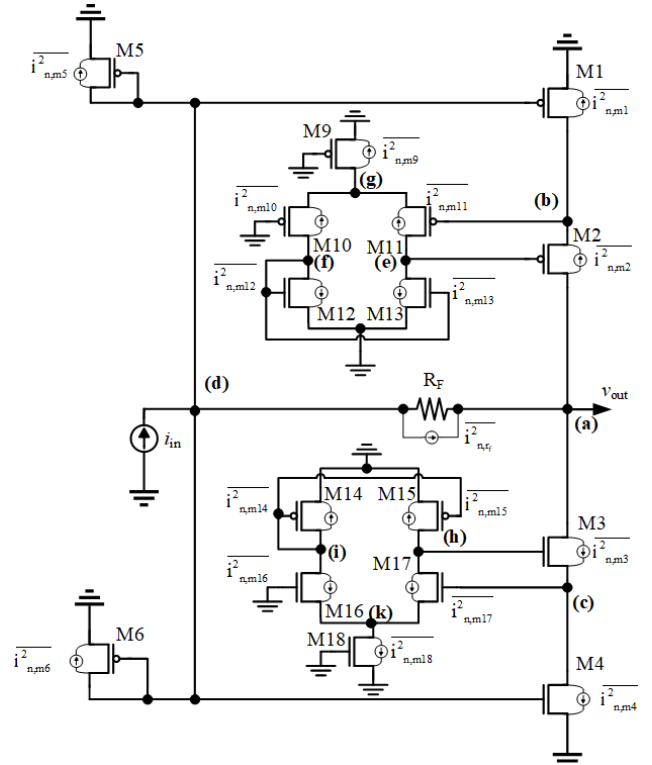 M5
i²n,m5
M1
i²n,m1
M9
i²n,m9
(g)
i²n,m10
i²n,m11
(b)
M2
M10
M11
i²n,m2
(f)
(e)
i²n,m12
i²n,m13
M12
M13
(d)
RF
vout
(a)
iin
i²n,rf
M14
M15
i²n,m14
i²n,m15
M3
(h)
i²n,m3
(i)
M17
i²n,m16
(c)
M16
(k)
i²n,m17
M6
M18
i²n,m18
M4
i²n,m6
i²n,m4